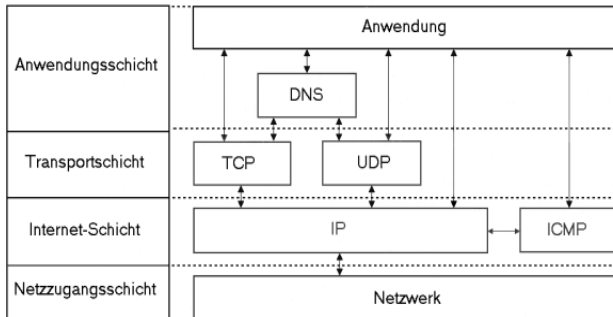 Anwendungsschicht
Anwendung
DNS
Transportschicht
TCP
UDP
Internet-Schicht
IP
ICMP
Netzzugangsschicht
Netzwerk